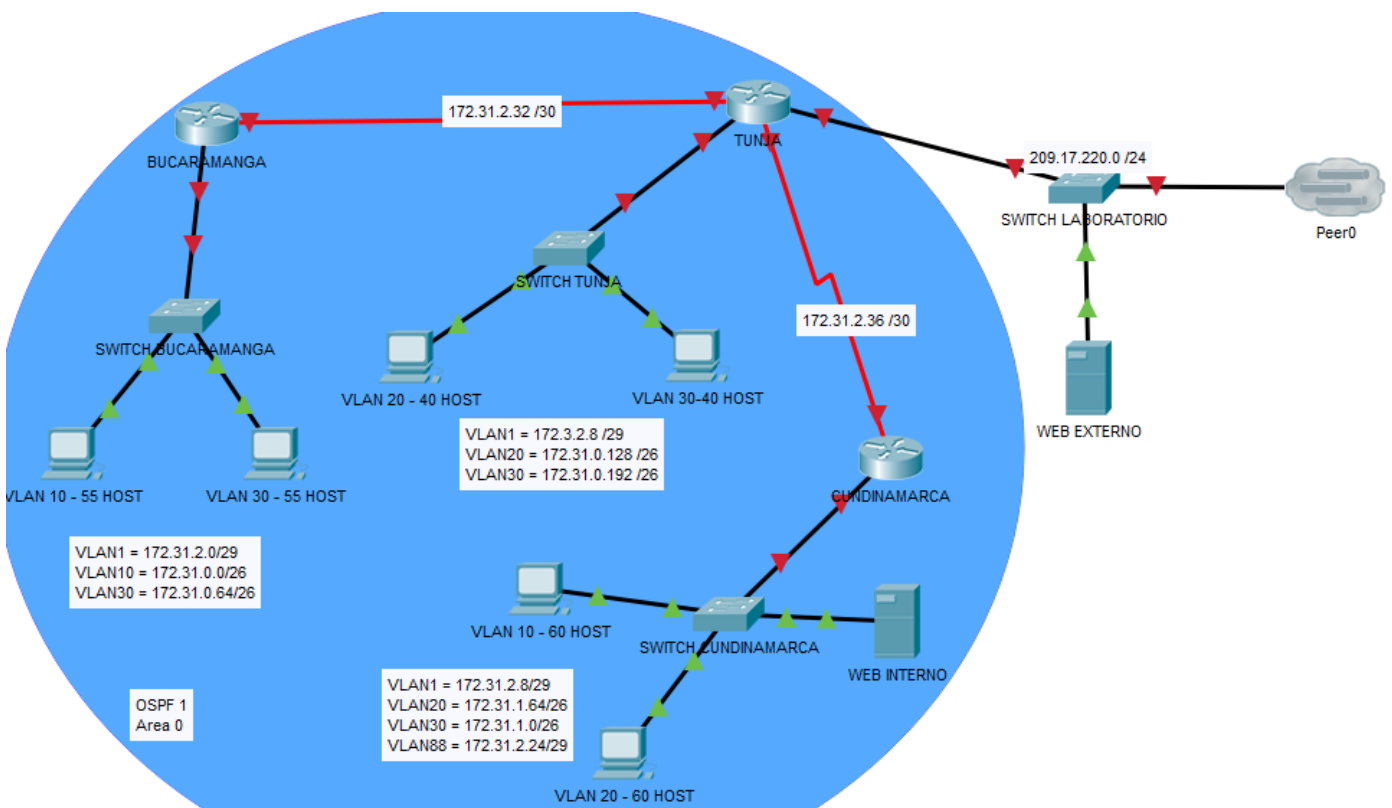 172.31.2.32 /30
BUCARAMANGA
TUNJA
209.17.220.0 /24
SWITCH LABORATORIO
Peer0
SWITCH TUNJA
172.31.2.36 /30
SWITCH BUCARAMANGA
VLAN 20 - 40 HOST
VLAN 30-40 HOST
WEB EXTERNO
VLAN1 = 172.3.2.8 /29
VLAN20 = 172.31.0.128 /26
VLAN30 = 172.31.0.192 /26
VLAN 10 - 55 HOST
VLAN 30 - 55 HOST
CUNDINAMARCA
VLAN1 = 172.31.2.0/29
VLAN10 = 172.31.0.0/26
VLAN30 = 172.31.0.64/26
VLAN 10 - 60 HOST
SWITCH CUNDINAMARCA
WEB INTERNO
VLAN1 = 172.31.2.8/29
VLAN20 = 172.31.1.64/26
VLAN30 = 172.31.1.0/26
VLAN88 = 172.31.2.24/29
OSPF 1
Area 0
VLAN 20 - 60 HOST